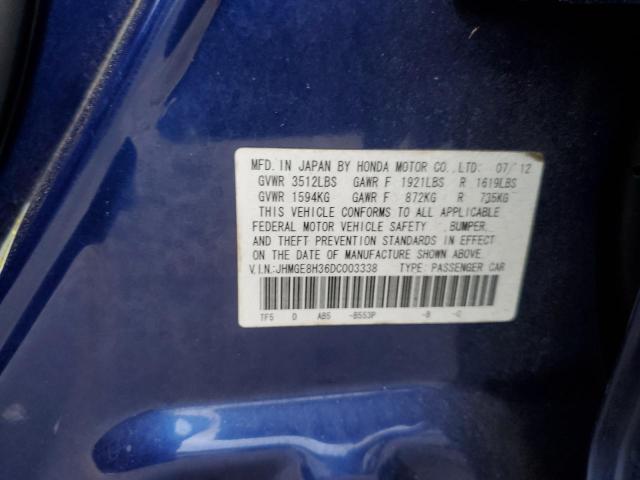 MFD. IN JAPAN BY HONDA MOTOR CO., LTD. 07/12
GVWR 3512LBS GAWR F 1921LBS R 1619LBS
GVWR 1594KG GAWR F 872KG R 735KG
THIS VEHICLE CONFORMS TO ALL APPLICABLE
FEDERAL MOTOR VEHICLE SAFETY, BUMPER,
AND THEFT PREVENTION STANDARDS IN EFFECT
ON THE DATE OF MANUFACTURE SHOWN ABOVE.
V.I.N.:JHMGE8H36DC003338 TYPE: PASSENGER CAR
TF5 0 AB5 -B553P -B -C